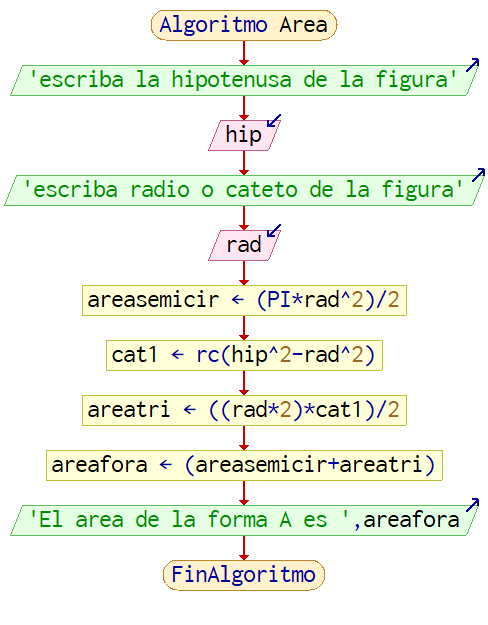 Algoritmo Area
'escriba la hipotenusa de la figura'
hip
'escriba radio o cateto de la figura'
rad
areasemicir ← (PI*rad^2)/2
cat1 ← rc(hip^2-rad^2)
areatri ← ((rad*2)*cat1)/2
areafora ← (areasemicir+areatri)
'El area de la forma A es ',areafora
FinAlgoritmo